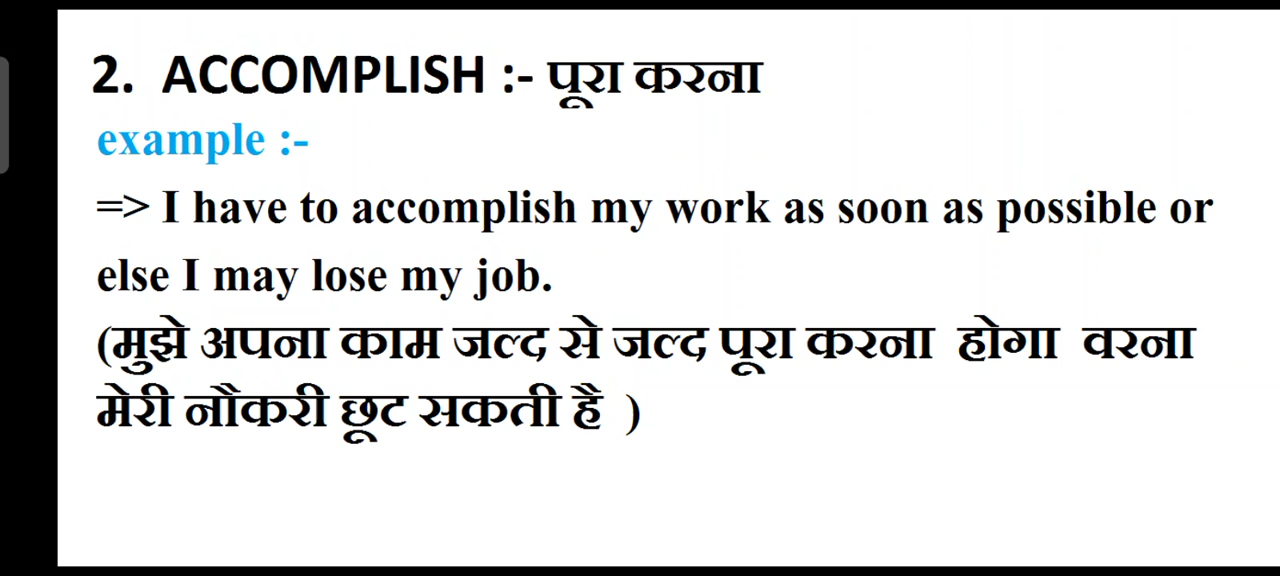 2. ACCOMPLISH :- पूरा करना
example :-
=> I have to accomplish my work as soon as possible or
else I may lose my job.
(मुझे अपना काम जल्द से जल्द पूरा करना होगा वरना
मेरी नौकरी छूट सकती है )